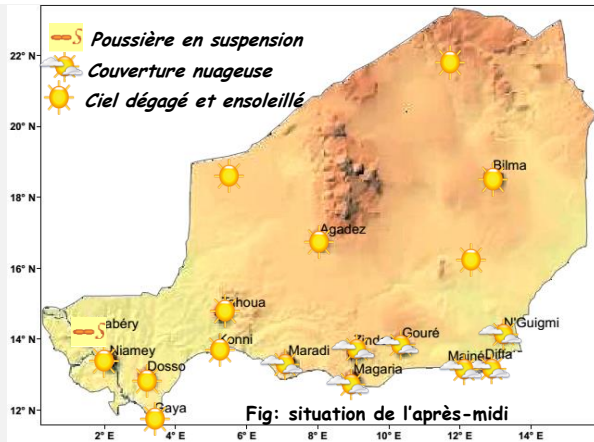 Poussière en suspension
Couverture nuageuse
Ciel dégagé et ensoleillé
22° N
20° N
18° N
16° N
14° N
12° N
Bilma
Agadez
N'Guigmi
Gouré
Konni
Maradi
Niamey
Dosso
Magaria
Mainé
Diffa
Gaya
Fig: situation de l'après-midi
2° E
4° E
6° E
8° E
10° E
12° E
14° E